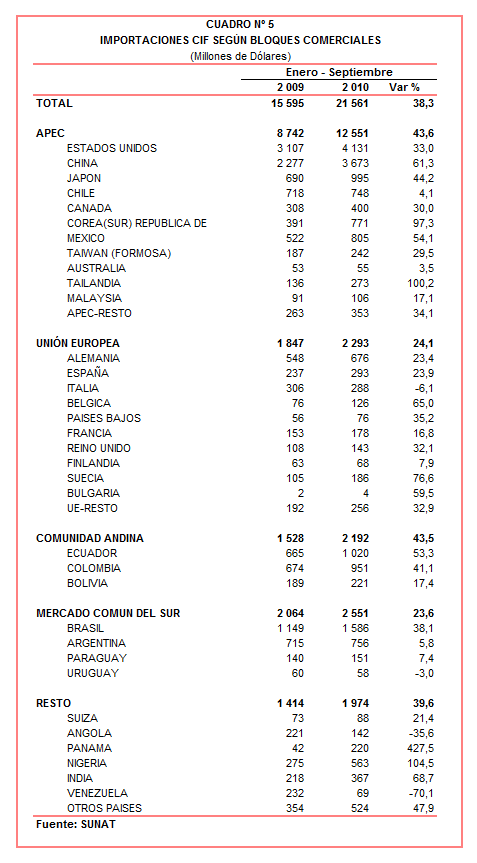 CUADRO Nº 5
IMPORTACIONES CIF SEGÚN BLOQUES COMERCIALES
(Millones de Dólares)
Enero - Septiembre
2 009 2 010 Var %
TOTAL 15 595 21 561 38,3
APEC 8 742 12 551 43,6
ESTADOS UNIDOS 3 107 4 131 33,0
CHINA 2 277 3 673 61,3
JAPON 690 995 44,2
CHILE 718 748 4,1
CANADA 308 400 30,0
COREA(SUR) REPUBLICA DE 391 771 97,3
MEXICO 522 805 54,1
TAIWAN (FORMOSA) 187 242 29,5
AUSTRALIA 53 55 3,5
TAILANDIA 136 273 100,2
MALAYSIA 91 106 17,1
APEC-RESTO 263 353 34,1
UNIÓN EUROPEA 1 847 2 293 24,1
ALEMANIA 548 676 23,4
ESPAÑA 237 293 23,9
ITALIA 306 288 -6,1
BELGICA 76 126 65,0
PAISES BAJOS 56 76 35,2
FRANCIA 153 178 16,8
REINO UNIDO 108 143 32,1
FINLANDIA 63 68 7,9
SUECIA 105 186 76,6
BULGARIA 2 4 59,5
UE-RESTO 192 256 32,9
COMUNIDAD ANDINA 1 528 2 192 43,5
ECUADOR 665 1 020 53,3
COLOMBIA 674 951 41,1
BOLIVIA 189 221 17,4
MERCADO COMUN DEL SUR 2 064 2 551 23,6
BRASIL 1 149 1 586 38,1
ARGENTINA 715 756 5,8
PARAGUAY 140 151 7,4
URUGUAY 60 58 -3,0
RESTO 1 414 1 974 39,6
SUIZA 73 88 21,4
ANGOLA 221 142 -35,6
PANAMA 42 220 427,5
NIGERIA 275 563 104,5
INDIA 218 367 68,7
VENEZUELA 232 69 -70,1
OTROS PAISES 354 524 47,9
Fuente: SUNAT